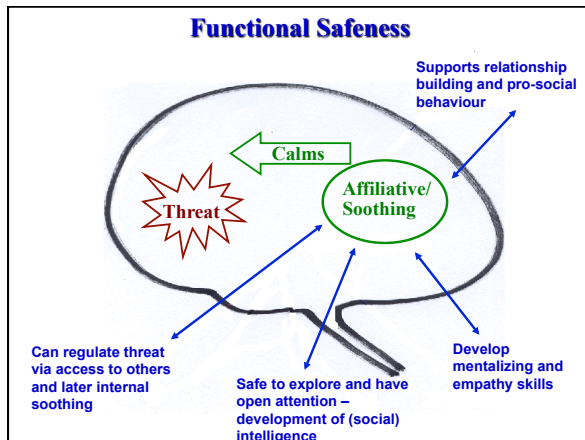 Functional Safeness
Supports relationship
building and pro-social
behaviour
Calms
Affiliative/
Soothing
Threat
Can regulate threat
via access to others
and later internal
soothing
Safe to explore and have
open attention –
development of (social)
intelligence
Develop
mentalizing and
empathy skills